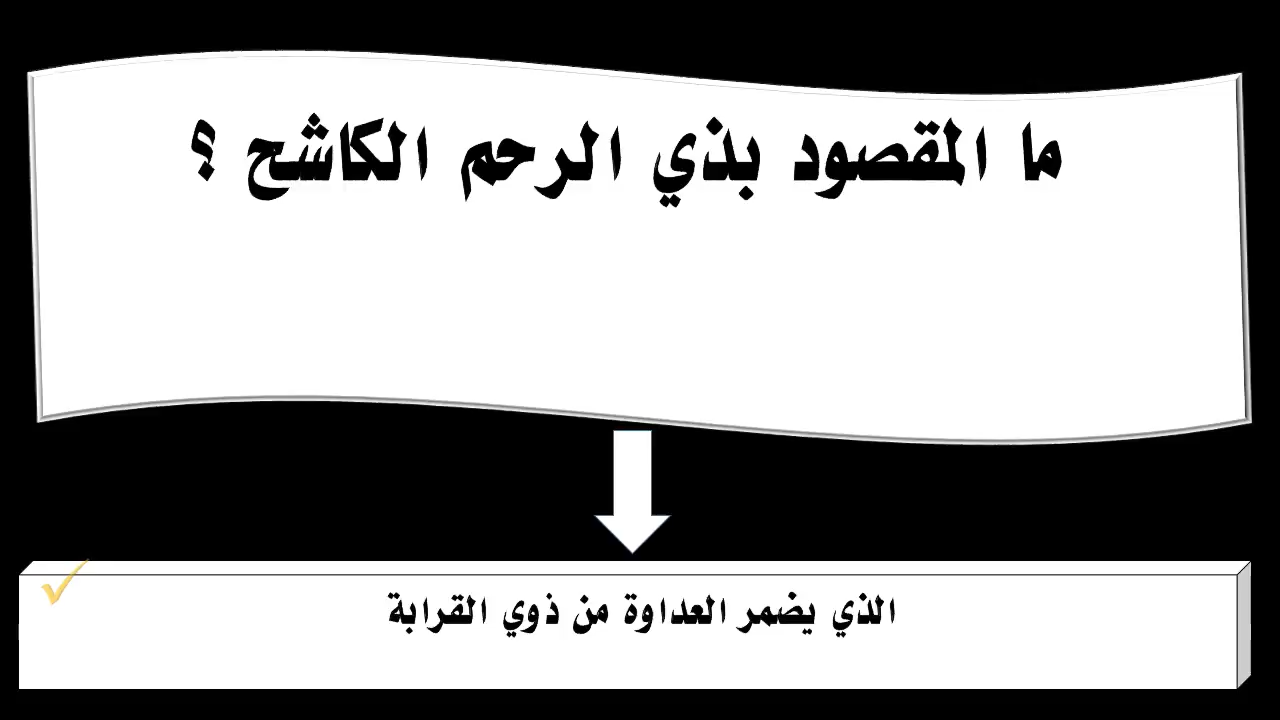 ما المقصود بذي الرحم الكاشح ؟
الذي يضمر العداوة من ذوي القرابة